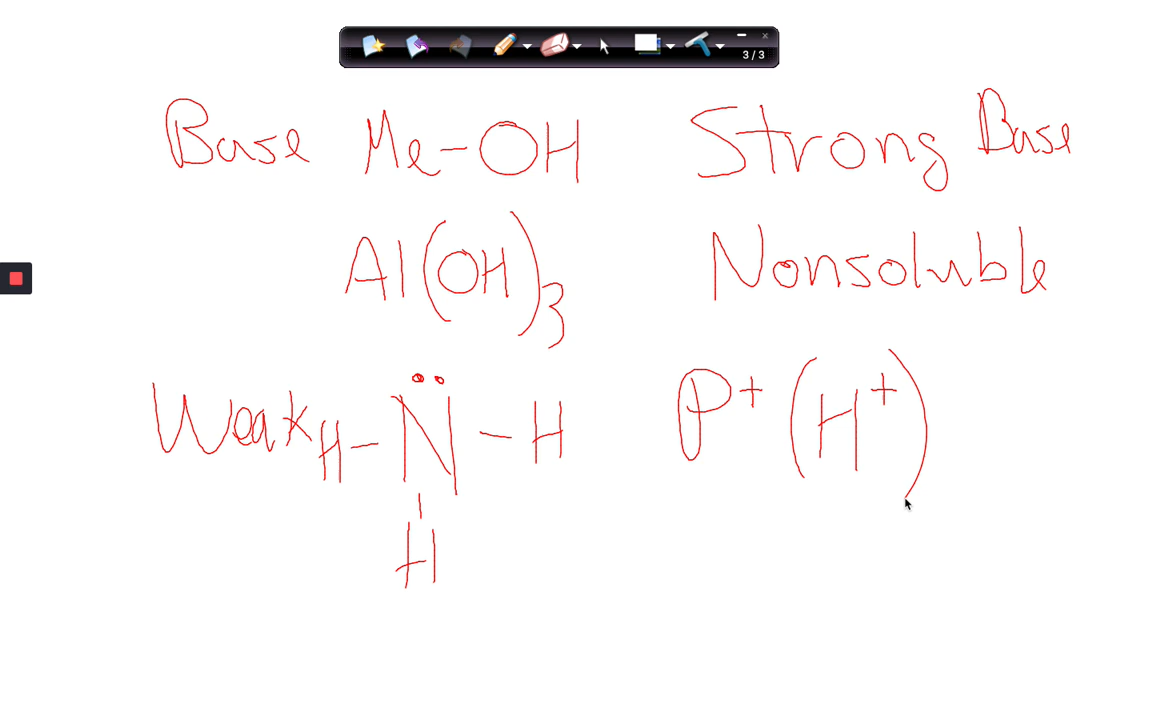 3 / 3
Base Me-OH Strong Base
Al(OH)3 Nonsoluble
Weak H-N-H P+ (H+)
H